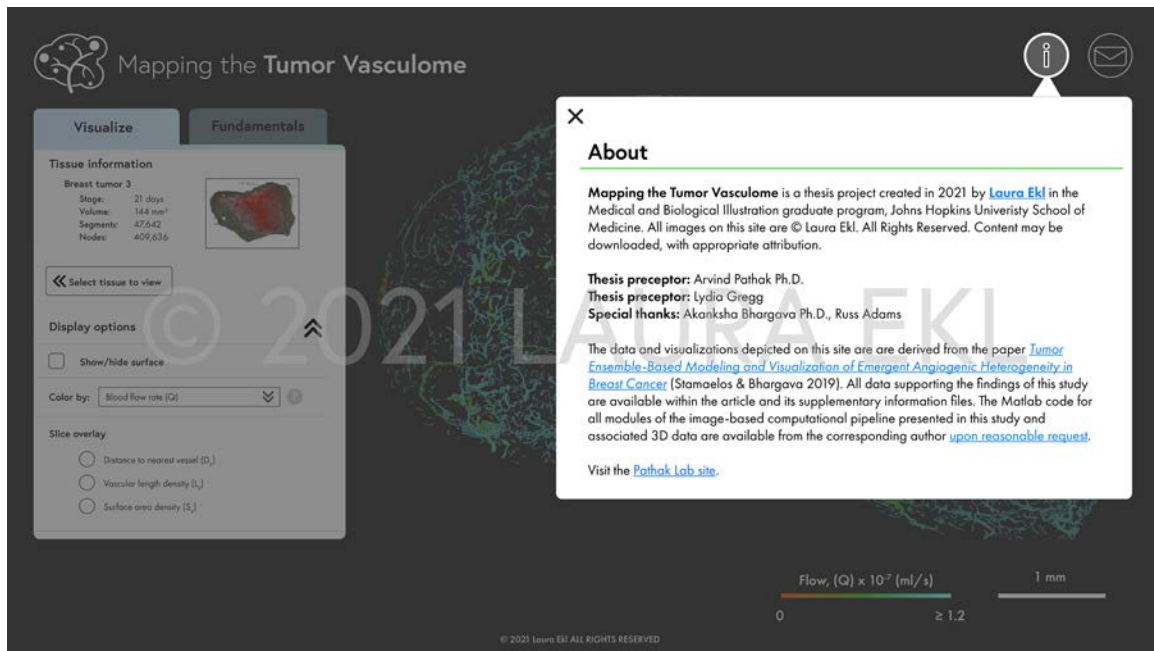 Mapping the Tumor Vasculome
Visualize
Fundamentals
Tissue information
Breast tumor 3
Stage: 21 days
Volume: 144 mm³
Segments: 47,642
Nodes: 409,636
Select tissue to view
Display options
Show/hide surface
Color by: Blood flow rate (Q)
Slice overlay
Distance to nearest vessel (Dᵥ)
Vascular length density (Lᵥ)
Surface area density (Sᵥ)
About
Mapping the Tumor Vasculome is a thesis project created in 2021 by Laura Ekl in the
Medical and Biological Illustration graduate program, Johns Hopkins Univeristy School of
Medicine. All images on this site are © Laura Ekl. All Rights Reserved. Content may be
downloaded, with appropriate attribution.
Thesis preceptor: Arvind Pathak Ph.D.
Thesis preceptor: Lydia Gregg
Special thanks: Akanksha Bhargava Ph.D., Russ Adams
The data and visualizations depicted on this site are are derived from the paper Tumor
Ensemble-Based Modeling and Visualization of Emergent Angiogenic Heterogeneity in
Breast Cancer (Stamaelos & Bhargava 2019). All data supporting the findings of this study
are available within the article and its supplementary information files. The Matlab code for
all modules of the image-based computational pipeline presented in this study and
associated 3D data are available from the corresponding author upon reasonable request.
Visit the Pathak Lab site.
© 2021 LAURA EKL
Flow, (Q) x 10⁻⁷ (ml/s)
0 ≥ 1.2
1 mm
© 2021 Laura Ekl ALL RIGHTS RESERVED